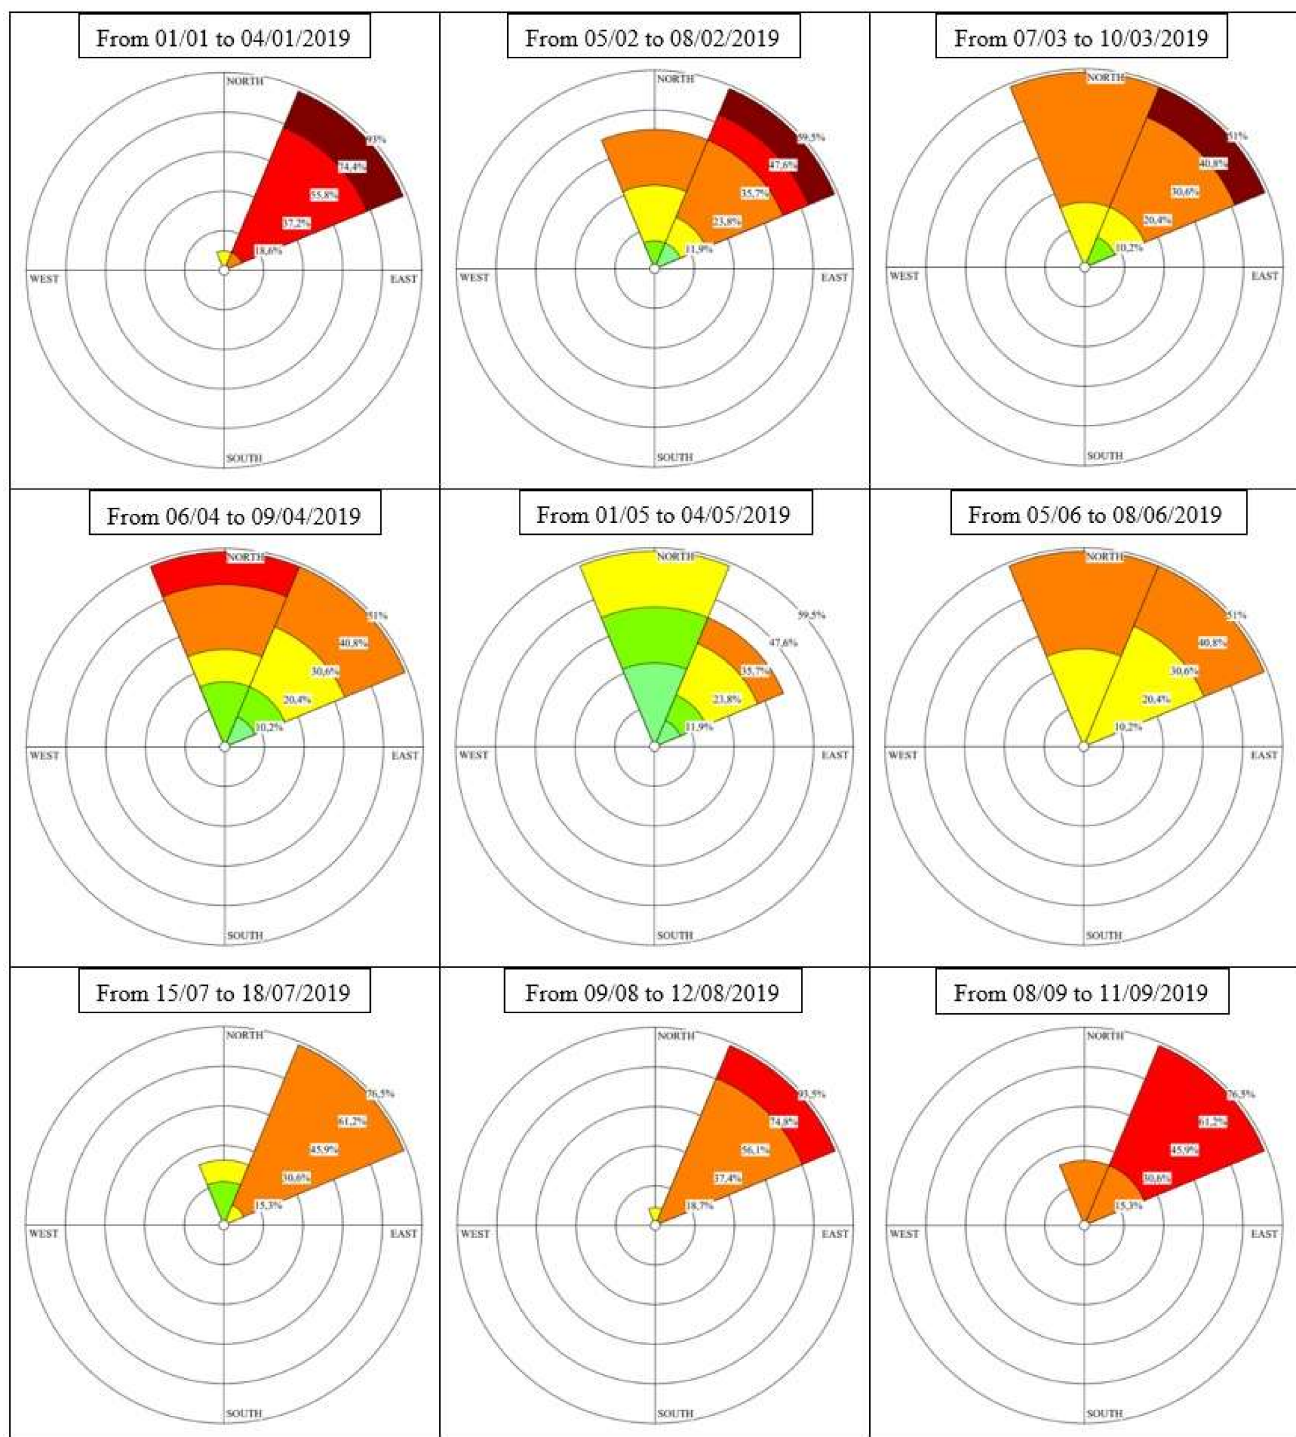 From 01/01 to 04/01/2019
NORTH
93%
74,4%
55,8%
37,2%
18,6%
WEST
EAST
SOUTH
From 05/02 to 08/02/2019
NORTH
59,5%
47,6%
35,7%
23,8%
11,9%
WEST
EAST
SOUTH
From 07/03 to 10/03/2019
NORTH
51%
40,8%
30,6%
20,4%
10,2%
WEST
EAST
SOUTH
From 06/04 to 09/04/2019
NORTH
51%
40,8%
30,6%
20,4%
10,2%
WEST
EAST
SOUTH
From 01/05 to 04/05/2019
NORTH
59,5%
47,6%
35,7%
23,8%
11,9%
WEST
EAST
SOUTH
From 05/06 to 08/06/2019
NORTH
51%
40,8%
30,6%
20,4%
10,2%
WEST
EAST
SOUTH
From 15/07 to 18/07/2019
NORTH
76,5%
61,2%
45,9%
30,6%
15,3%
WEST
EAST
SOUTH
From 09/08 to 12/08/2019
NORTH
93,5%
74,8%
56,1%
37,4%
18,7%
WEST
EAST
SOUTH
From 08/09 to 11/09/2019
NORTH
76,5%
61,2%
45,9%
30,6%
15,3%
WEST
EAST
SOUTH